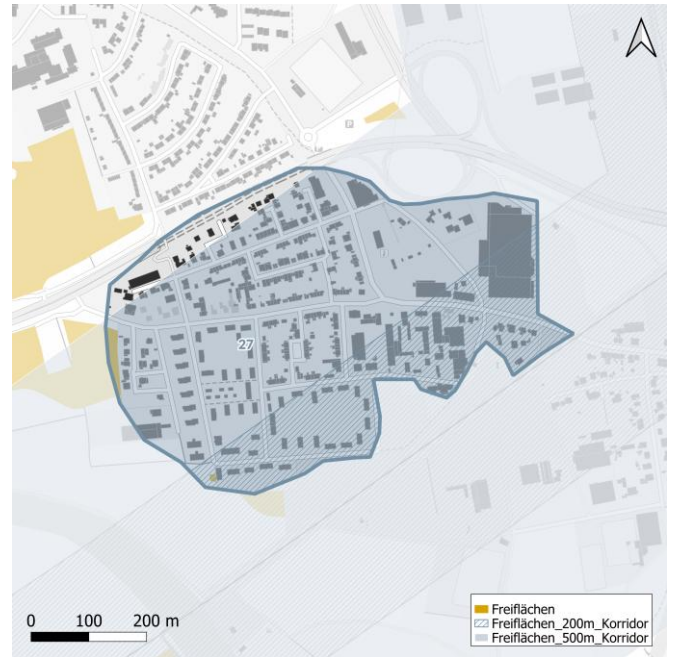 P
27
0 100 200 m
Freiflächen
Freiflächen_200m_Korridor
Freiflächen_500m_Korridor